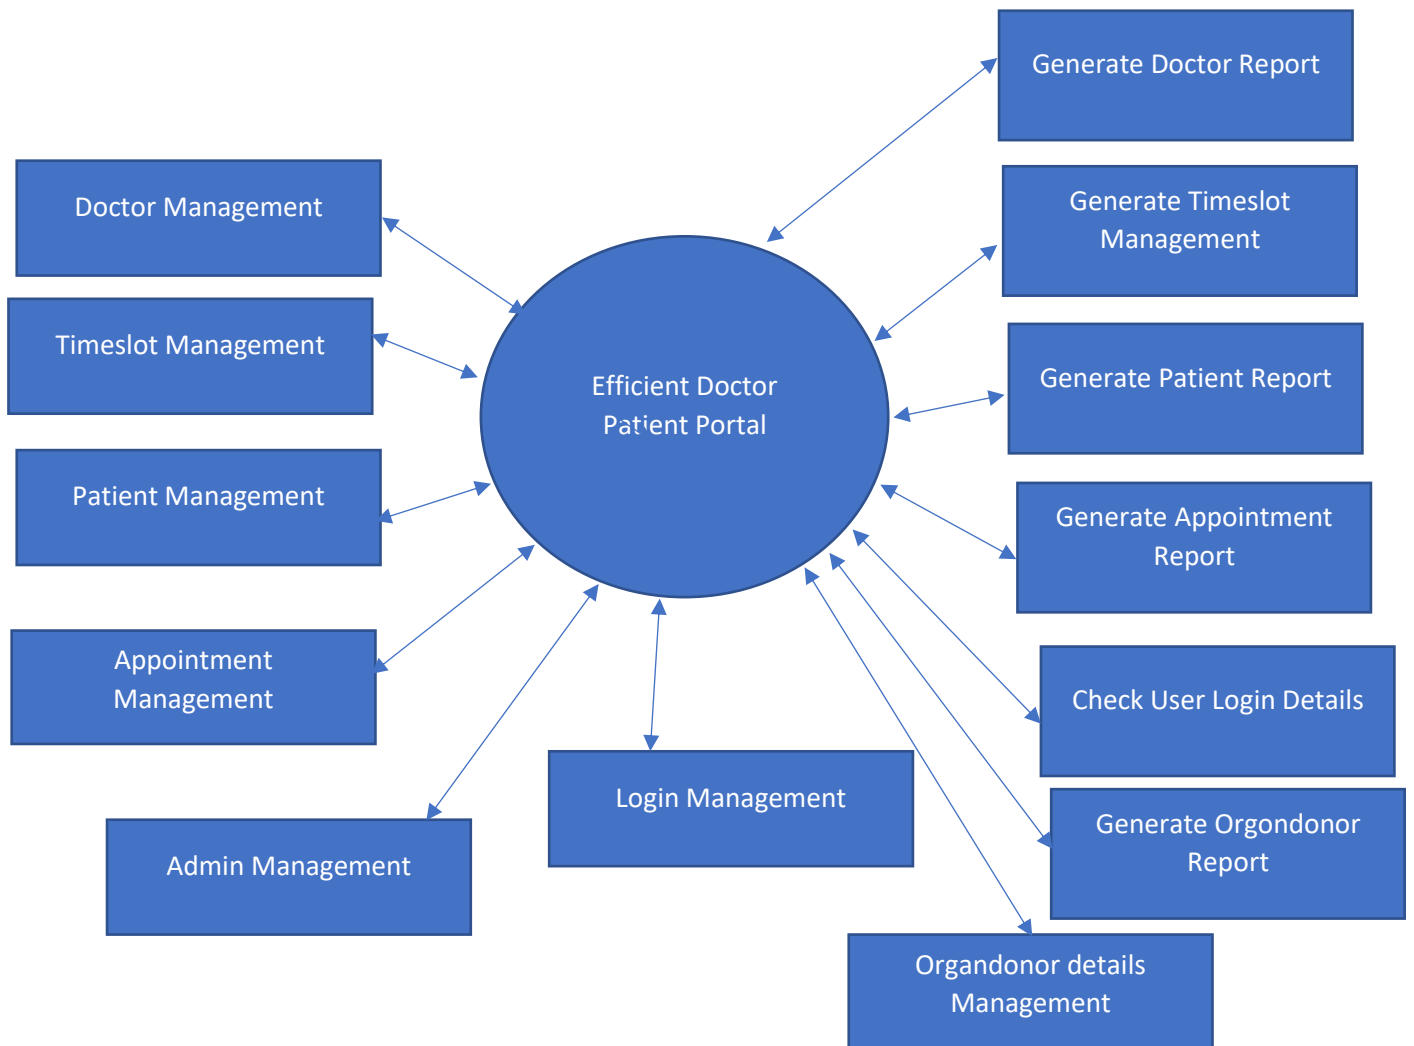 Generate Doctor Report
Generate Timeslot
Management
Doctor Management
Timeslot Management
Efficient Doctor
Patient Portal
Generate Patient Report
Patient Management
Generate Appointment
Report
Appointment
Management
Check User Login Details
Login Management
Generate Orgondonor
Report
Admin Management
Organdonor details
Management